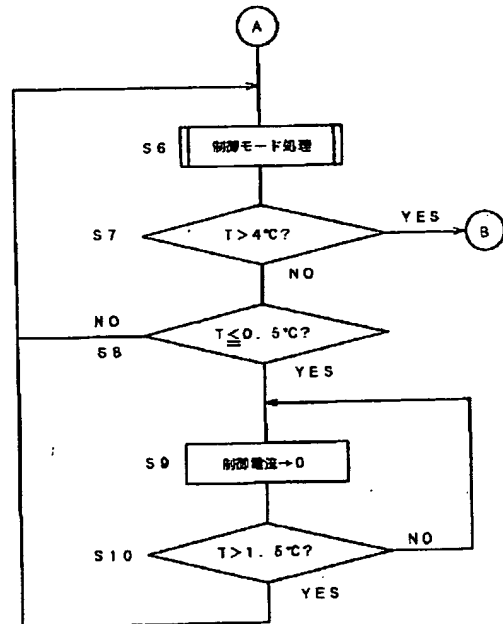 A
S6 制御モード処理
S7 T>4℃? YES B
NO
NO T≦0.5℃?
S8 YES
S9 制御電流→0
S10 T>1.5℃? NO
YES